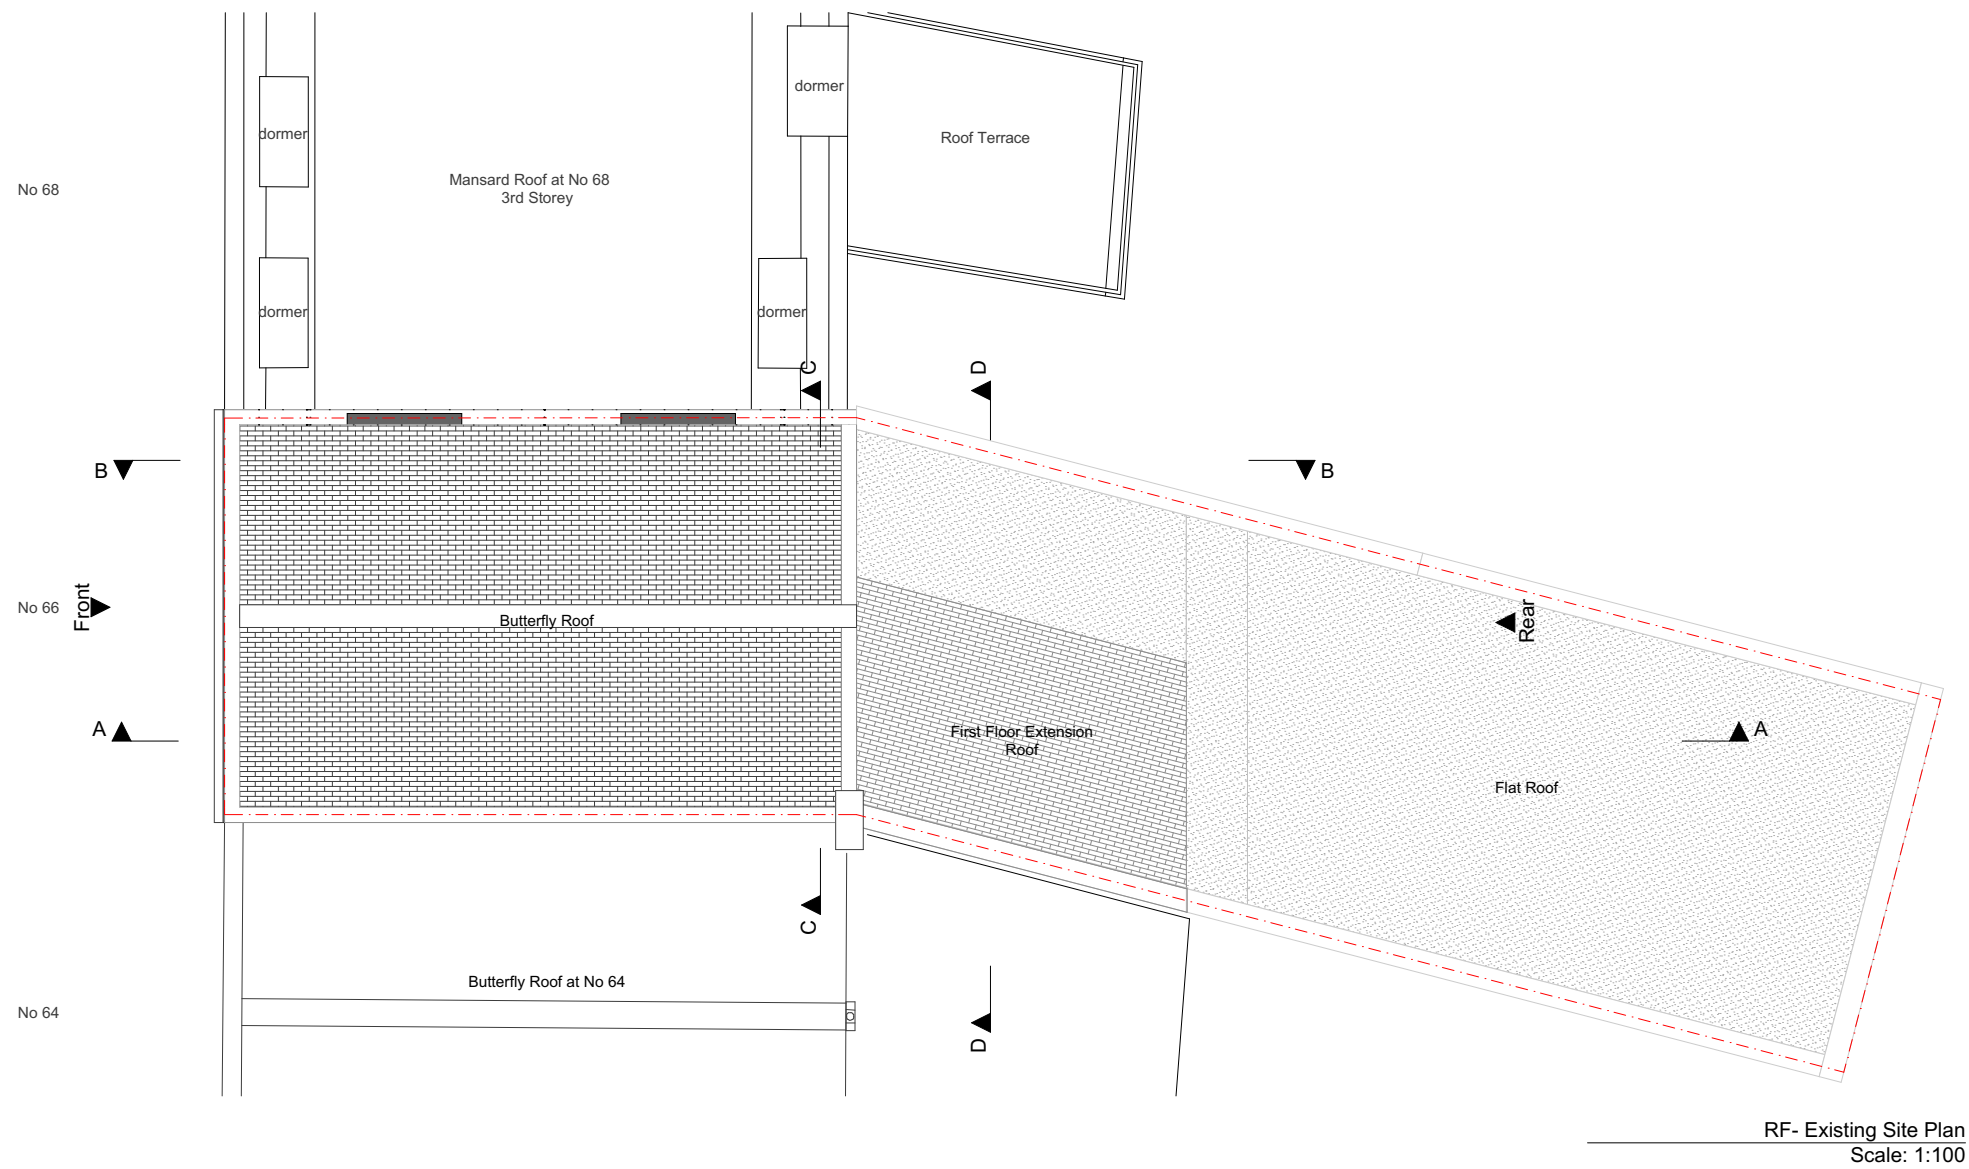 dormer
dormer
Roof Terrace
Mansard Roof at No 68
3rd Storey
No 68
dormer
dormer
C
D
B
B
Front
No 66
Butterfly Roof
Rear
A
First Floor Extension
Roof
A
Flat Roof
C
Butterfly Roof at No 64
No 64
D
RF- Existing Site Plan
Scale: 1:100